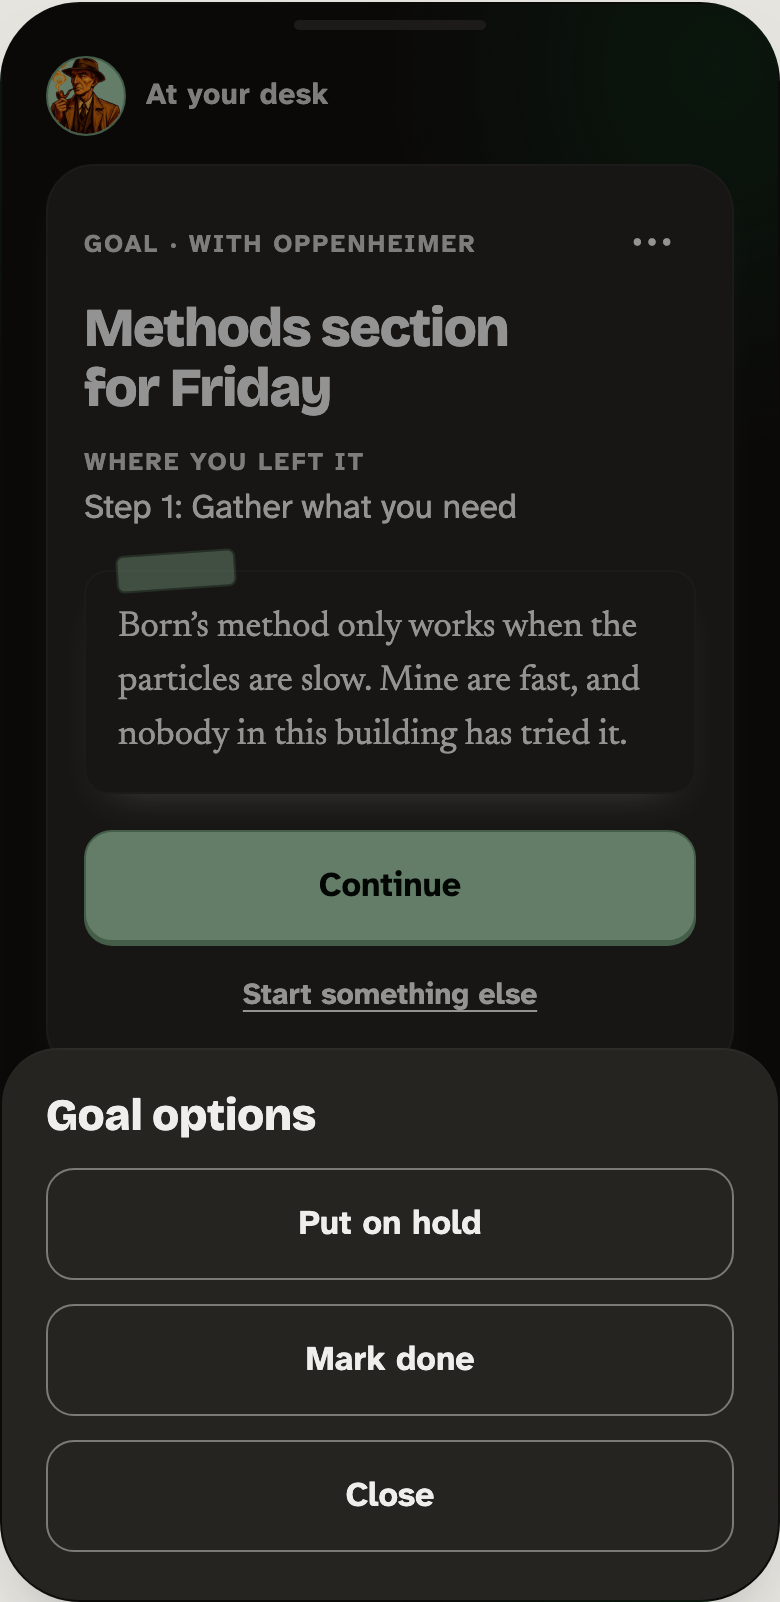 At your desk
GOAL · WITH OPPENHEIMER
Methods section
for Friday
WHERE YOU LEFT IT
Step 1: Gather what you need
Born’s method only works when the
particles are slow. Mine are fast, and
nobody in this building has tried it.
Continue
Start something else
Goal options
Put on hold
Mark done
Close